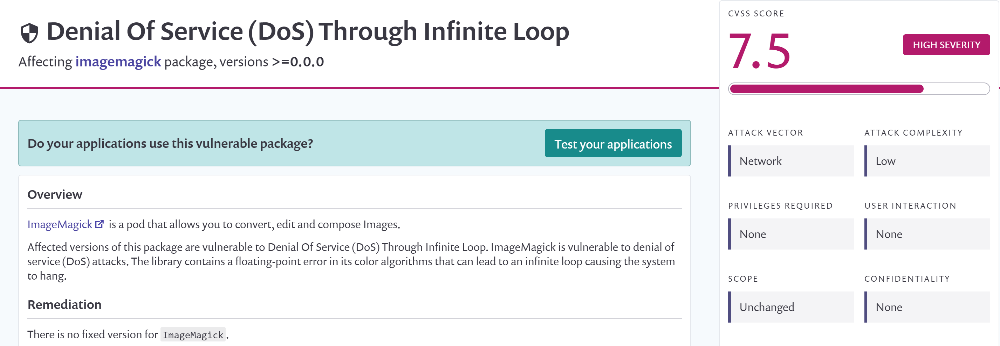 Denial Of Service (DoS) Through Infinite Loop
Affecting imagemagick package, versions >=0.0.0
Do your applications use this vulnerable package?
Test your applications
Overview
ImageMagick is a pod that allows you to convert, edit and compose Images.
Affected versions of this package are vulnerable to Denial Of Service (DoS) Through Infinite Loop. ImageMagick is vulnerable to denial of
service (DoS) attacks. The library contains a floating-point error in its color algorithms that can lead to an infinite loop causing the system
to hang.
Remediation
There is no fixed version for ImageMagick.
CVSS SCORE
7.5
HIGH SEVERITY
ATTACK VECTOR
Network
ATTACK COMPLEXITY
Low
PRIVILEGES REQUIRED
None
USER INTERACTION
None
SCOPE
Unchanged
CONFIDENTIALITY
None